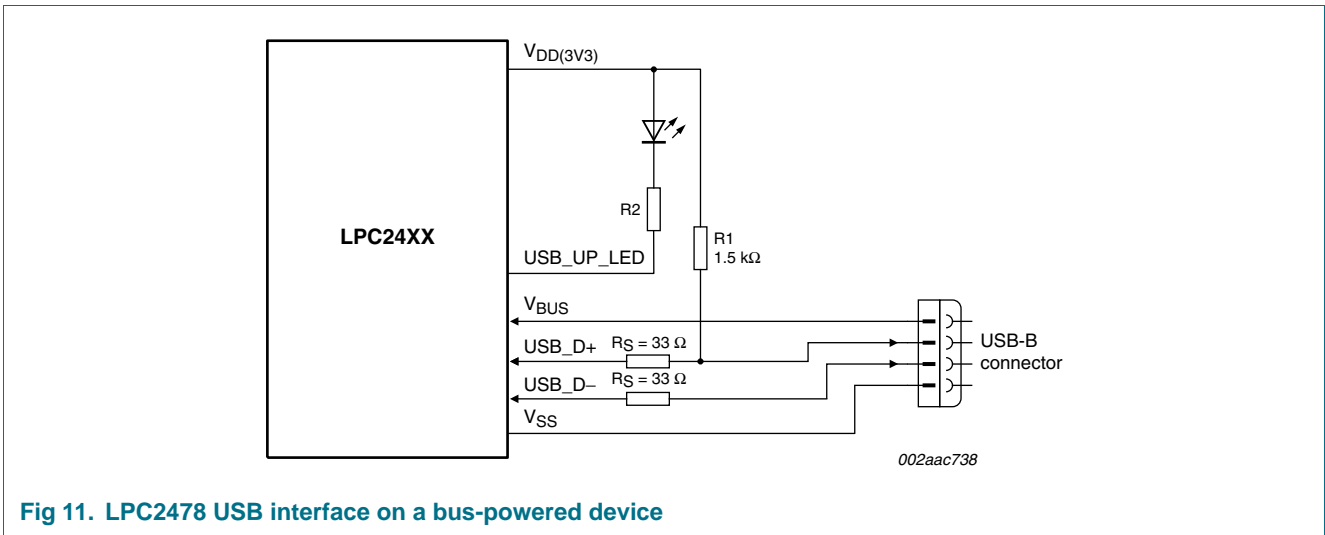 VDD(3V3)
R2
LPC24XX
R1
1.5 kΩ
USB_UP_LED
VBUS
USB_D+
RS = 33 Ω
USB-B
connector
USB_D−
RS = 33 Ω
VSS
002aac738
Fig 11. LPC2478 USB interface on a bus-powered device